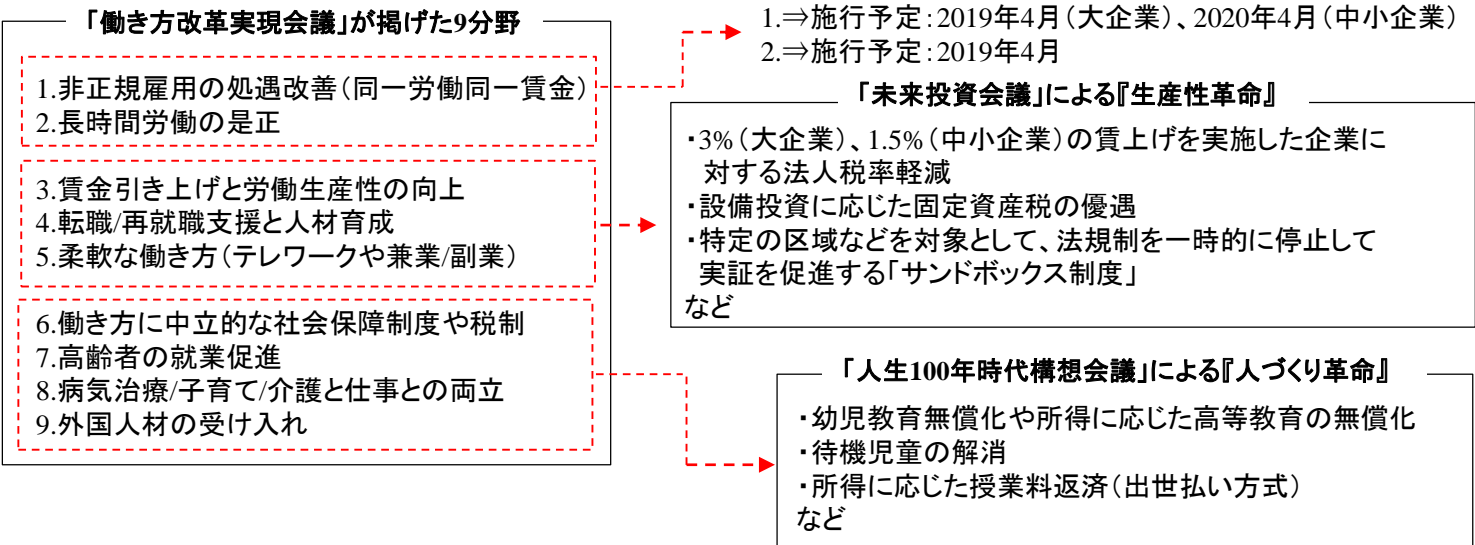 「働き方改革実現会議」が掲げた9分野
1.非正規雇用の処遇改善（同一労働同一賃金）
2.長時間労働の是正
3.賃金引き上げと労働生産性の向上
4.転職/再就職支援と人材育成
5.柔軟な働き方（テレワークや兼業/副業）
6.働き方に中立的な社会保障制度や税制
7.高齢者の就業促進
8.病気治療/子育て/介護と仕事との両立
9.外国人材の受け入れ
1.⇒施行予定：2019年4月（大企業）、2020年4月（中小企業）
2.⇒施行予定：2019年4月
「未来投資会議」による『生産性革命』
・3%（大企業）、1.5%（中小企業）の賃上げを実施した企業に
対する法人税率軽減
・設備投資に応じた固定資産税の優遇
・特定の区域などを対象として、法規制を一時的に停止して
実証を促進する「サンドボックス制度」
など
「人生100年時代構想会議」による『人づくり革命』
・幼児教育無償化や所得に応じた高等教育の無償化
・待機児童の解消
・所得に応じた授業料返済（出世払い方式）
など